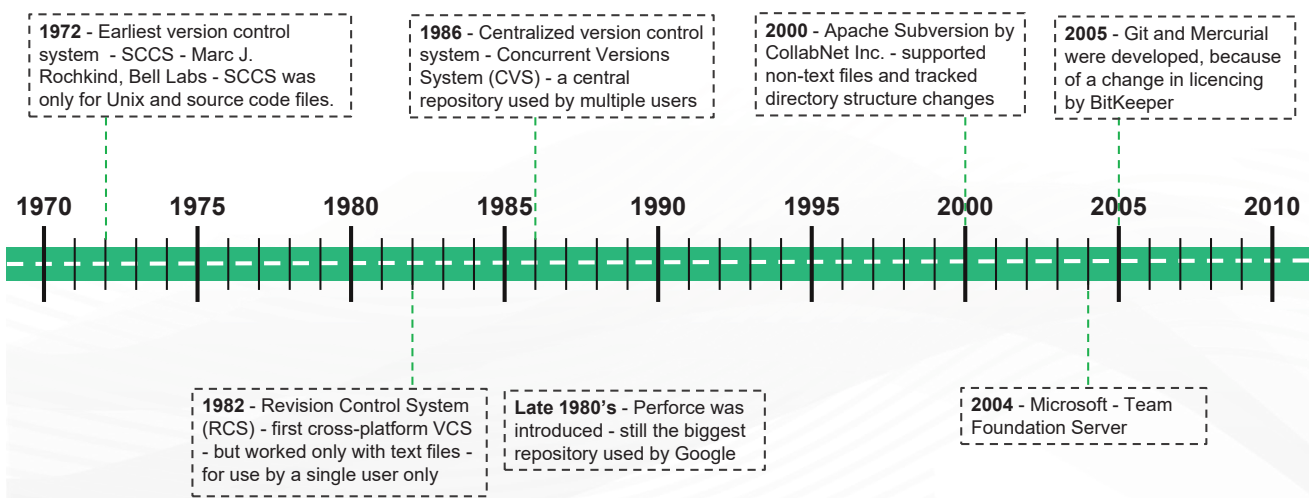 1972 - Earliest version control
system - SCCS - Marc J.
Rochkind, Bell Labs - SCCS was
only for Unix and source code files.
1986 - Centralized version control
system - Concurrent Versions
System (CVS) - a central
repository used by multiple users
2000 - Apache Subversion by
CollabNet Inc. - supported
non-text files and tracked
directory structure changes
2005 - Git and Mercurial
were developed, because
of a change in licencing
by BitKeeper
1970 1975 1980 1985 1990 1995 2000 2005 2010
1982 - Revision Control System
(RCS) - first cross-platform VCS
- but worked only with text files -
for use by a single user only
Late 1980's - Perforce was
introduced - still the biggest
repository used by Google
2004 - Microsoft - Team
Foundation Server